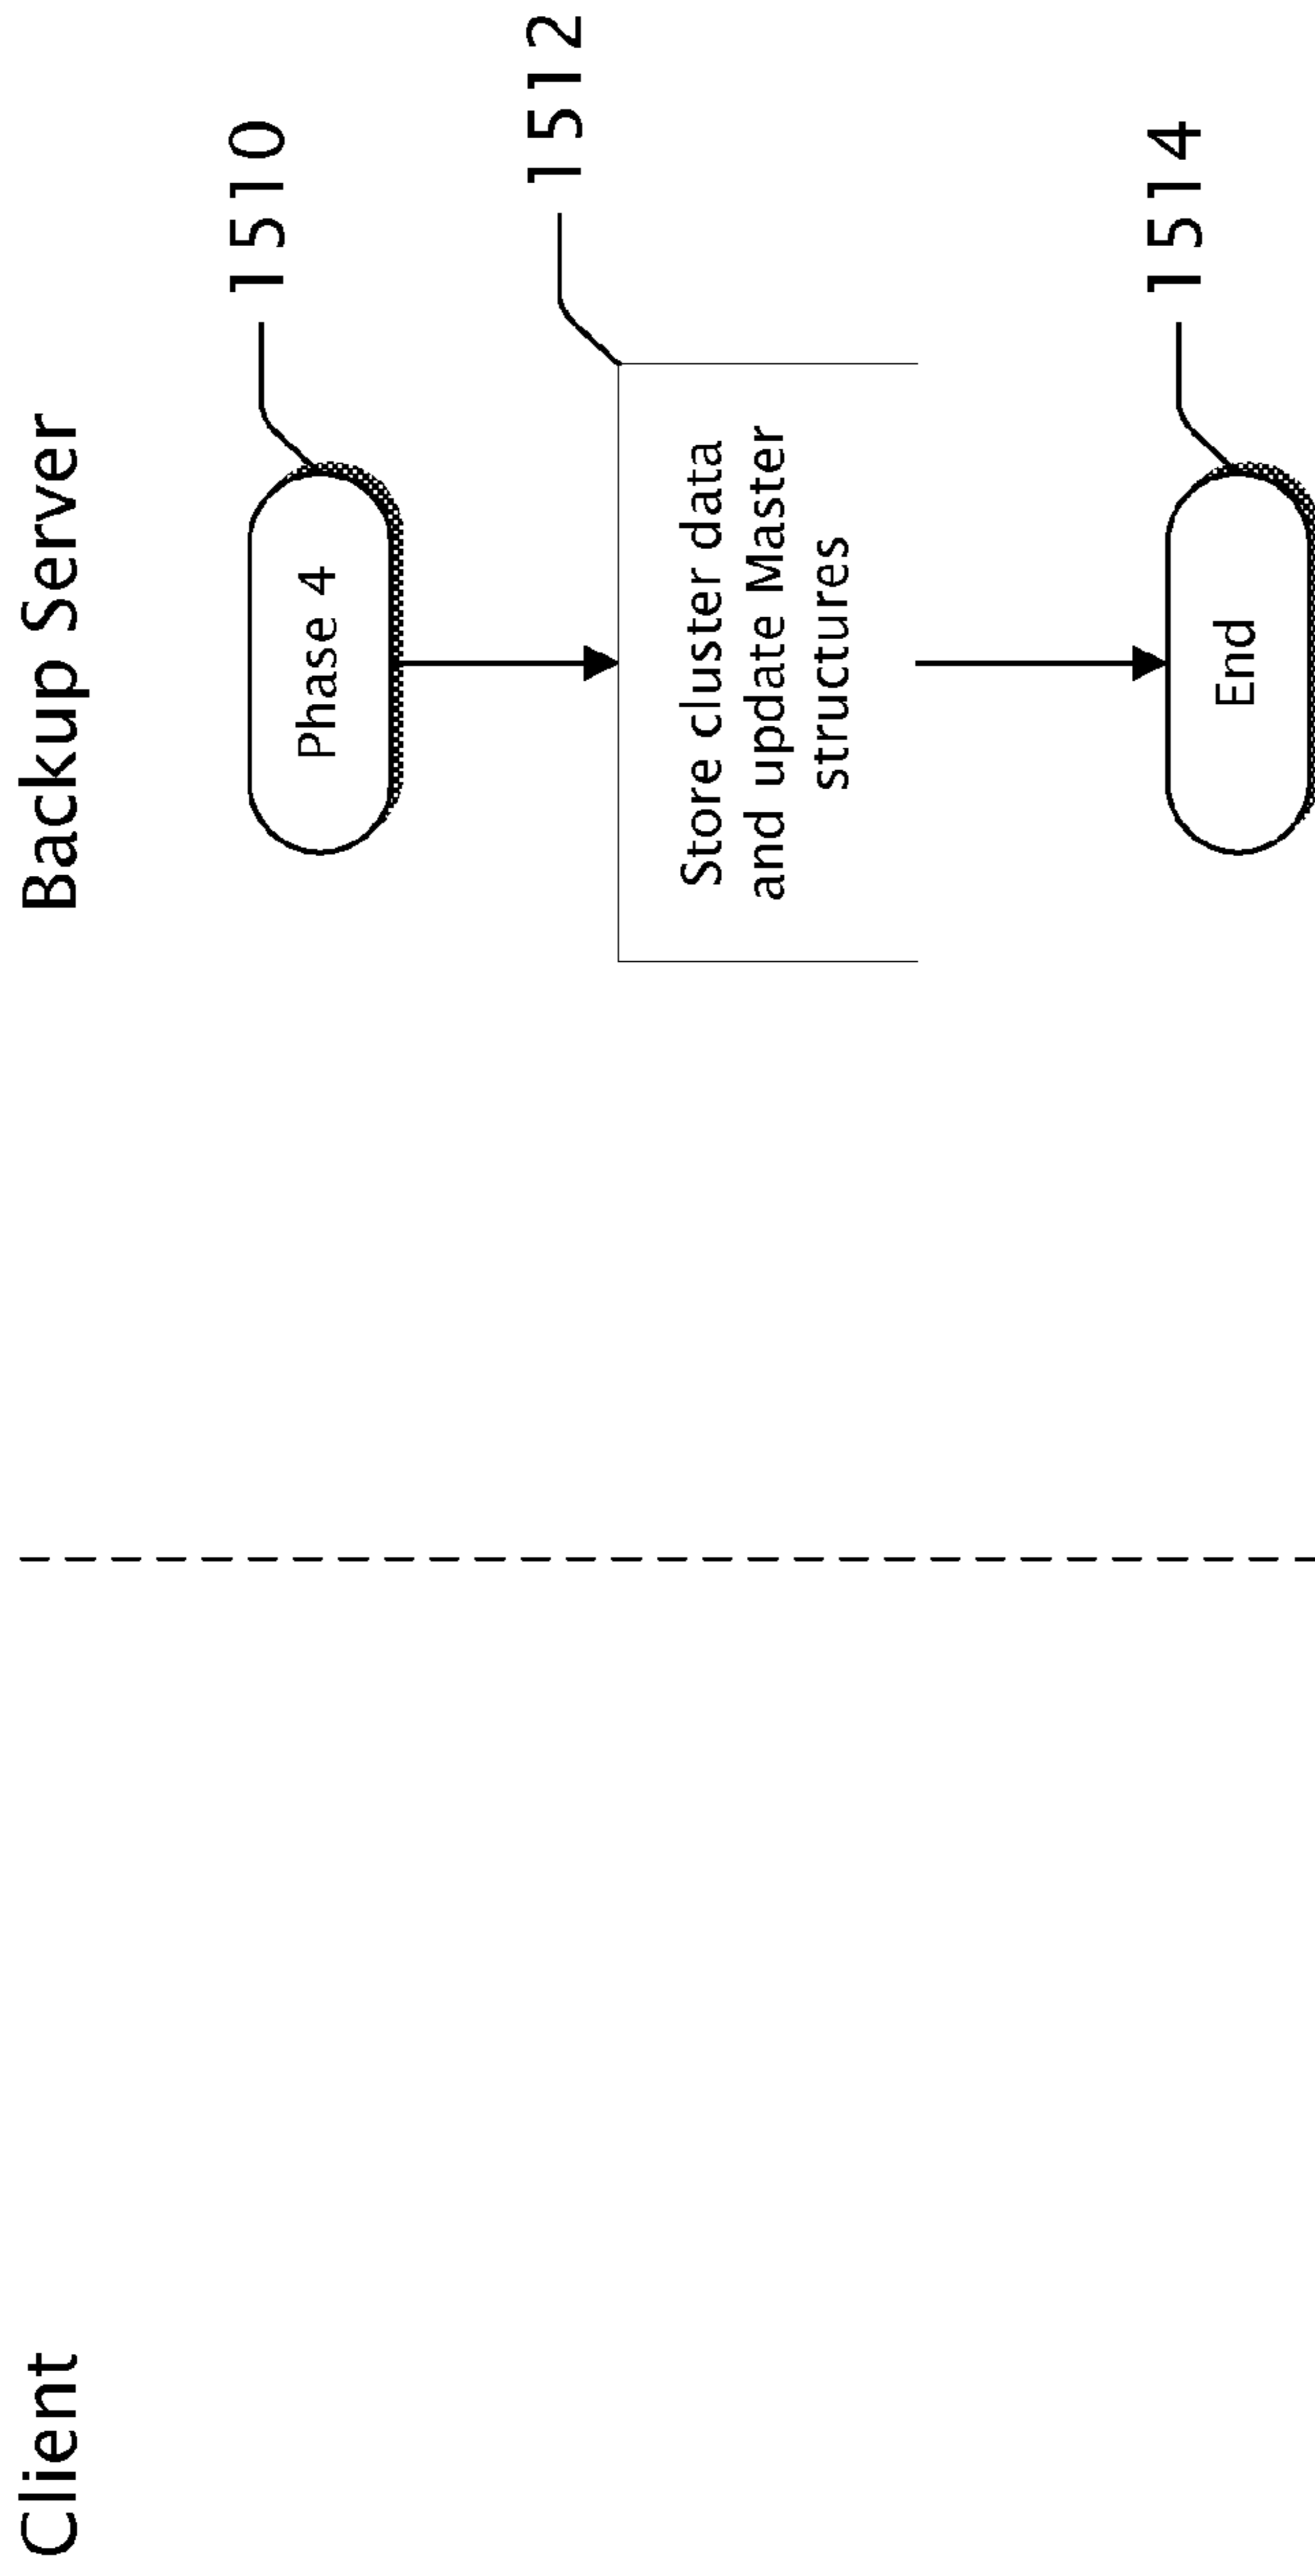 Client
Backup Server
Phase 4
1510
1512
Store cluster data
and update Master
structures
End
1514